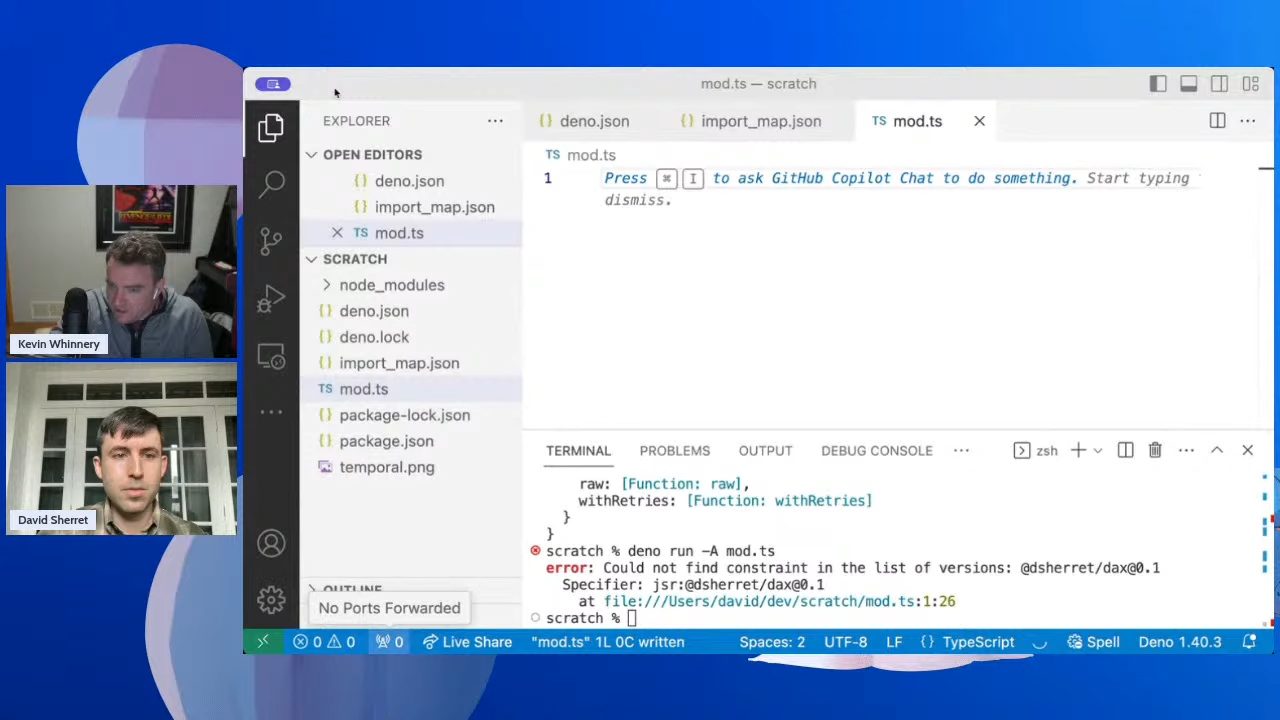 Kevin Whinnery
David Sherret
mod.ts — scratch
EXPLORER
OPEN EDITORS
{} deno.json
{} import_map.json
TS mod.ts
SCRATCH
node_modules
{} deno.json
{} deno.lock
{} import_map.json
TS mod.ts
{} package-lock.json
{} package.json
temporal.png
OUTLINE
No Ports Forwarded
{} deno.json
{} import_map.json
TS mod.ts
TS mod.ts
1 Press ⌘ I to ask GitHub Copilot Chat to do something. Start typing
dismiss.
TERMINAL PROBLEMS OUTPUT DEBUG CONSOLE
zsh
raw: [Function: raw],
withRetries: [Function: withRetries]
}
}
scratch % deno run -A mod.ts
error: Could not find constraint in the list of versions: @dsherret/dax@0.1
Specifier: jsr:@dsherret/dax@0.1
at file:///Users/david/dev/scratch/mod.ts:1:26
scratch %
0 0 0 Live Share "mod.ts" 1L 0C written Spaces: 2 UTF-8 LF {} TypeScript Spell Deno 1.40.3